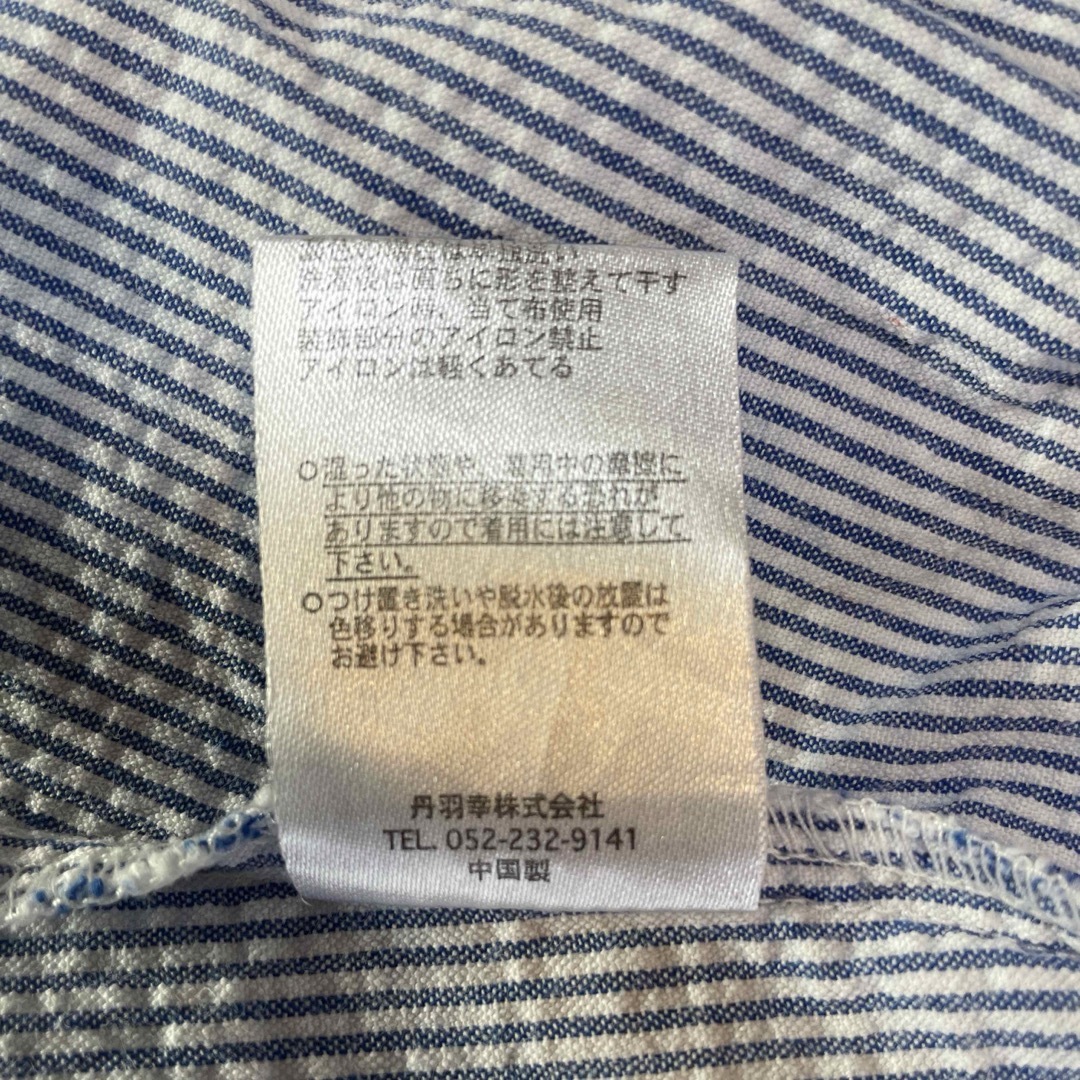 洗濯後は直ちに形を整えて干す
アイロンの時、当て布使用
装飾部分のアイロン禁止
アイロンは軽くあてる
○湿った状態や、着用中の摩擦に
より他の物に移染する恐れが
ありますので着用には注意して
下さい。
○つけ置き洗いや脱水後の放置は
色移りする場合がありますので
お避け下さい。
丹羽幸株式会社
TEL. 052-232-9141
中国製